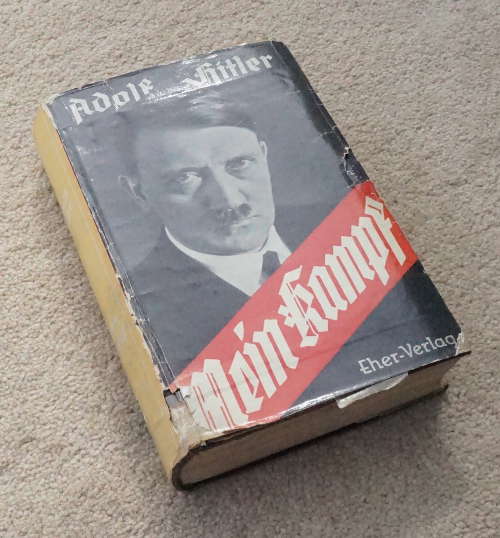 Adolf Hitler
Mein Kampf
Eher-Verlag